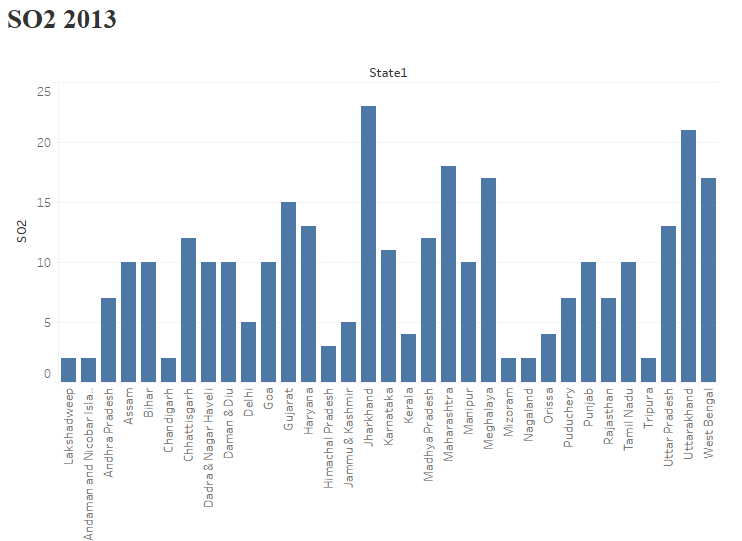 SO2 2013
State1
25
20
15
10
5
0
SO2
Lakshadweep
Andaman and Nicobar Isla..
Andhra Pradesh
Assam
Bihar
Chandigarh
Chhattisgarh
Dadra & Nagar Haveli
Daman & Diu
Delhi
Goa
Gujarat
Haryana
Himachal Pradesh
Jammu & Kashmir
Jharkhand
Karnataka
Kerala
Madhya Pradesh
Maharashtra
Manipur
Meghalaya
Mizoram
Nagaland
Orissa
Puduchery
Punjab
Rajasthan
Tamil Nadu
Tripura
Uttar Pradesh
Uttarakhand
West Bengal